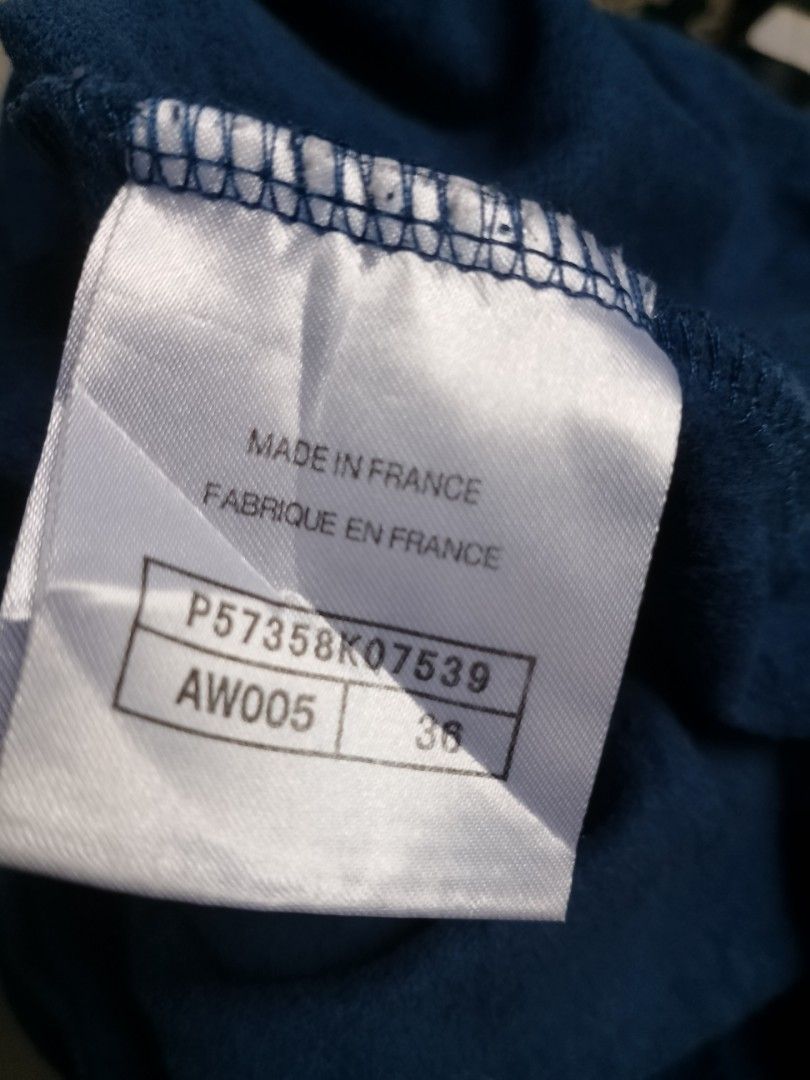 MADE IN FRANCE
FABRIQUE EN FRANCE
P57358K07539
AW005 36